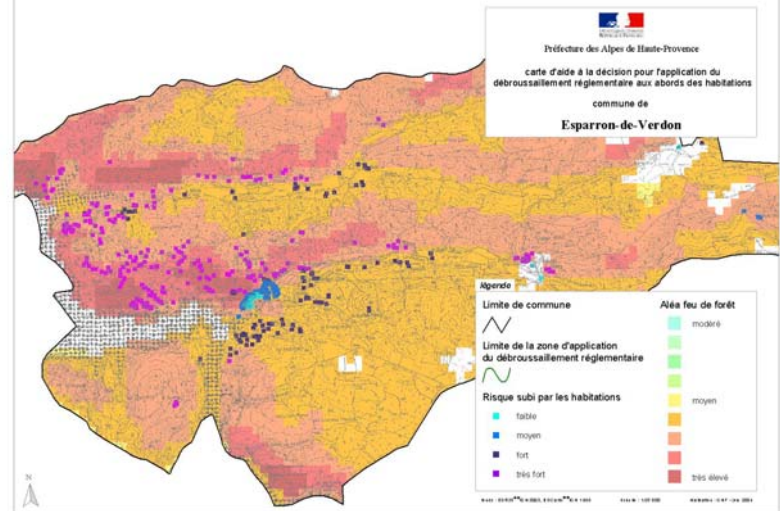 Préfecture des Alpes de Haute-Provence
carte d'aide à la décision pour l'application du
débroussaillement réglementaire aux abords des habitations
commune de
Esparron-de-Verdon
légende
Limite de commune
Limite de la zone d'application
du débroussaillement réglementaire
Risque subi par les habitations
faible
moyen
fort
très fort
Aléa feu de forêt
modéré
moyen
très élevé
N